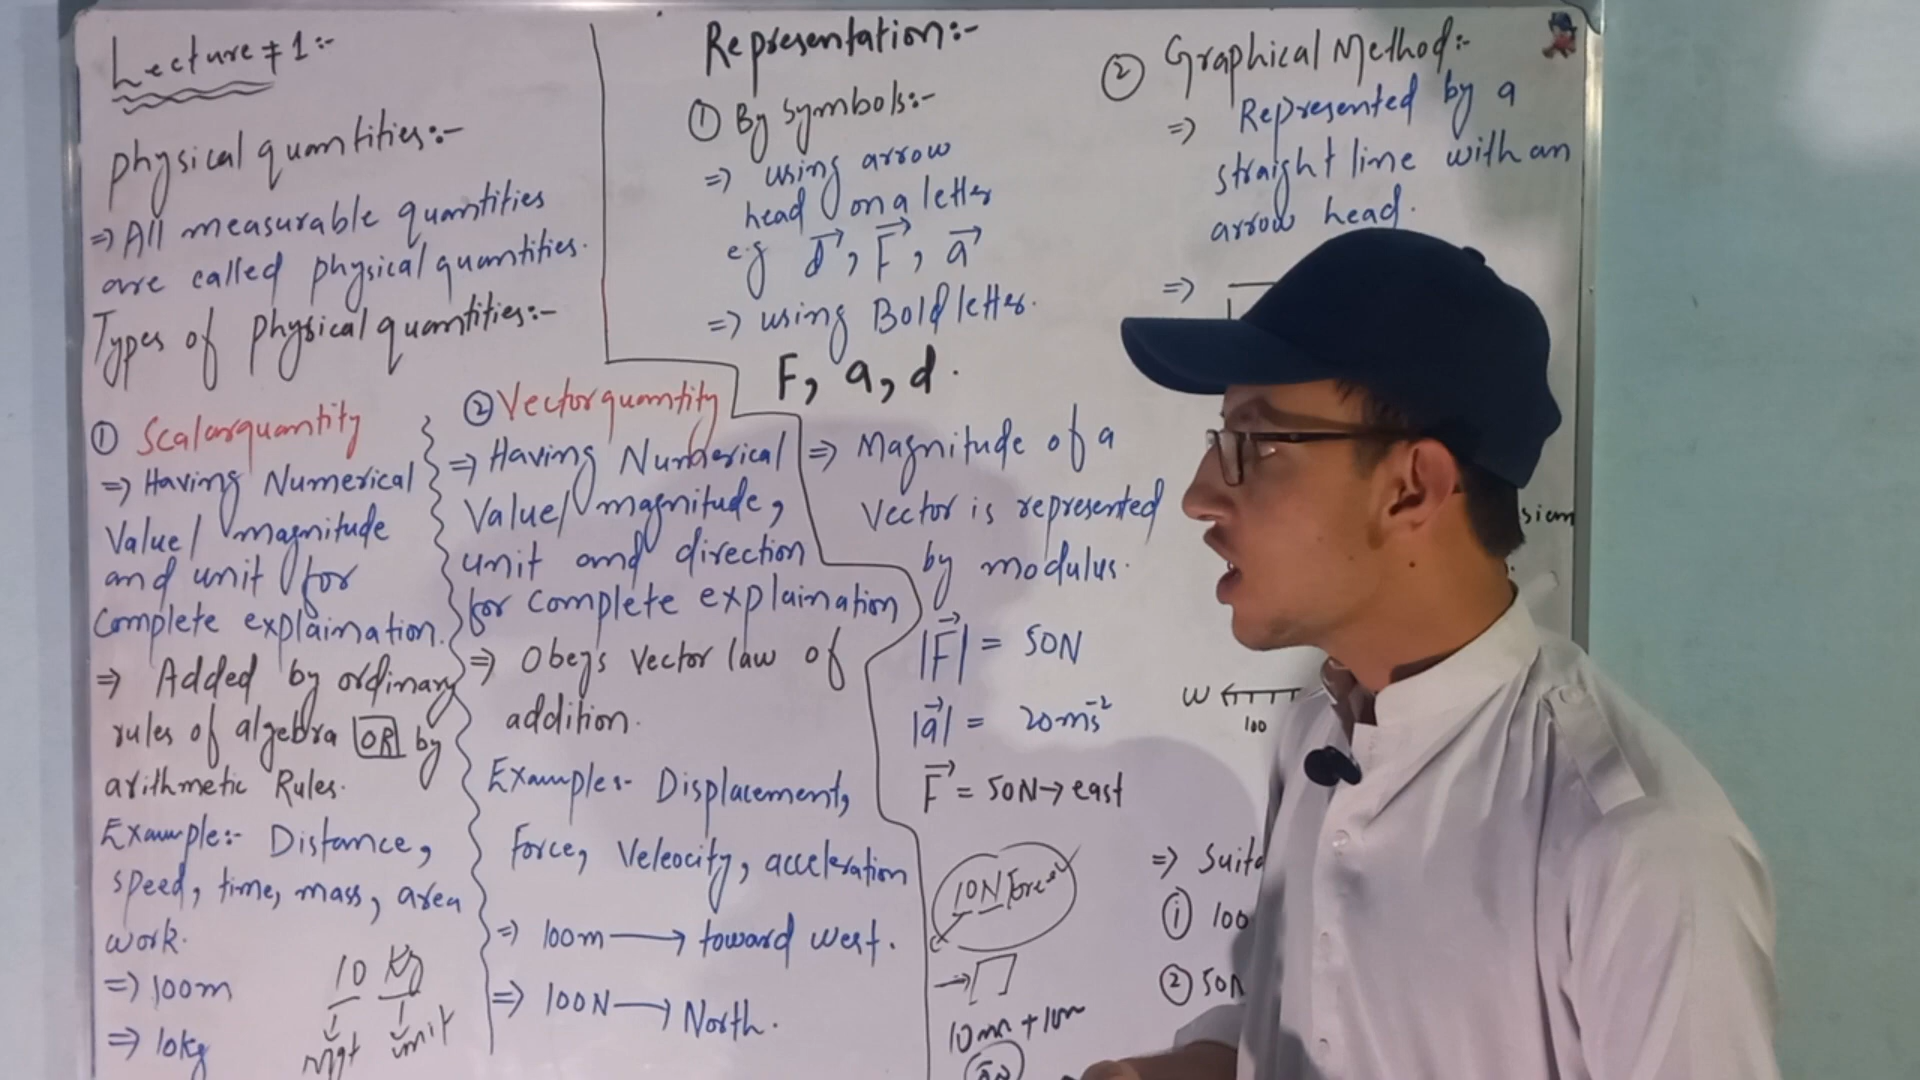 Lecture # 1:-
Physical quantities:-
=> All measurable quantities
are called physical quantities.
Types of Physical quantities:-
① Scalar quantity
=> Having Numerical
Value/ magnitude
and unit for
Complete explaination.
=> Added by ordinary
rules of algebra OR by
arithmetic Rules.
Example:- Distance,
speed, time, mass, area
work.
=> 100m
=> 10kg
10 kg
mgt unit
② Vector quantity
=> Having Numerical
Value/ magnitude,
unit and direction
for complete explaination
=> Obeys Vector law of
addition.
Example:- Displacement,
Force, Veleocity, acceleration
=> 100m → toward West.
=> 100N → North.
Representation:-
① By Symbols:-
=> using arrow
head on a letter
e.g d⃗, F⃗, a⃗
=> using Bold letter.
F, a, d.
=> Magnitude of a
Vector is represented
by modulus.
|F⃗| = 50N
|a⃗| = 20ms⁻²
F⃗ = 50N → east
10N Force
→
10m + 10m
② Graphical Method:-
=> Represented by a
straight line with an
arrow head.
=>
W
100
=>
① 100
② 50N